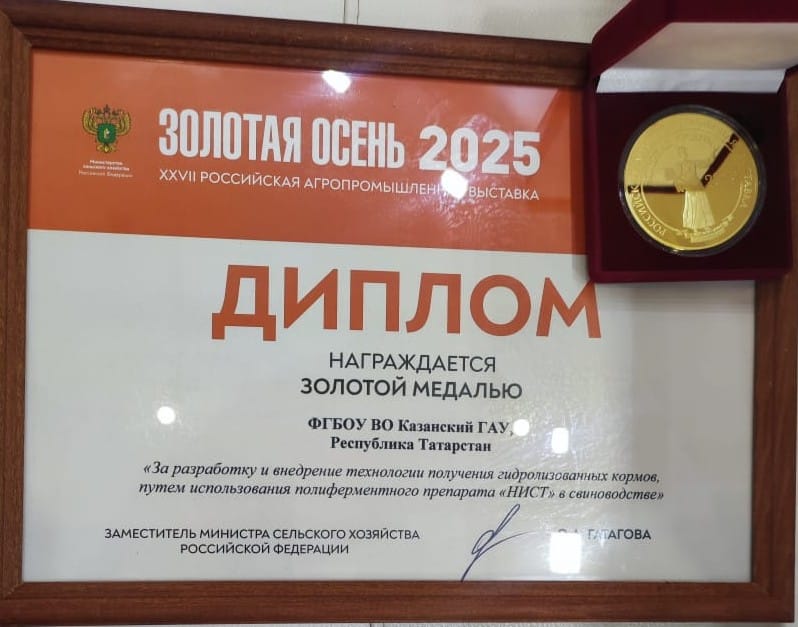 Министерство
сельского хозяйства
Российской Федерации
ЗОЛОТАЯ ОСЕНЬ 2025
XXVII РОССИЙСКАЯ АГРОПРОМЫШЛЕННАЯ ВЫСТАВКА
ДИПЛОМ
НАГРАЖДАЕТСЯ
ЗОЛОТОЙ МЕДАЛЬЮ
ФГБОУ ВО Казанский ГАУ,
Республика Татарстан
«За разработку и внедрение технологии получения гидролизованных кормов,
путем использования полиферментного препарата «НИСТ» в свиноводстве»
ЗАМЕСТИТЕЛЬ МИНИСТРА СЕЛЬСКОГО ХОЗЯЙСТВА
РОССИЙСКОЙ ФЕДЕРАЦИИ
ГАТАГОВА